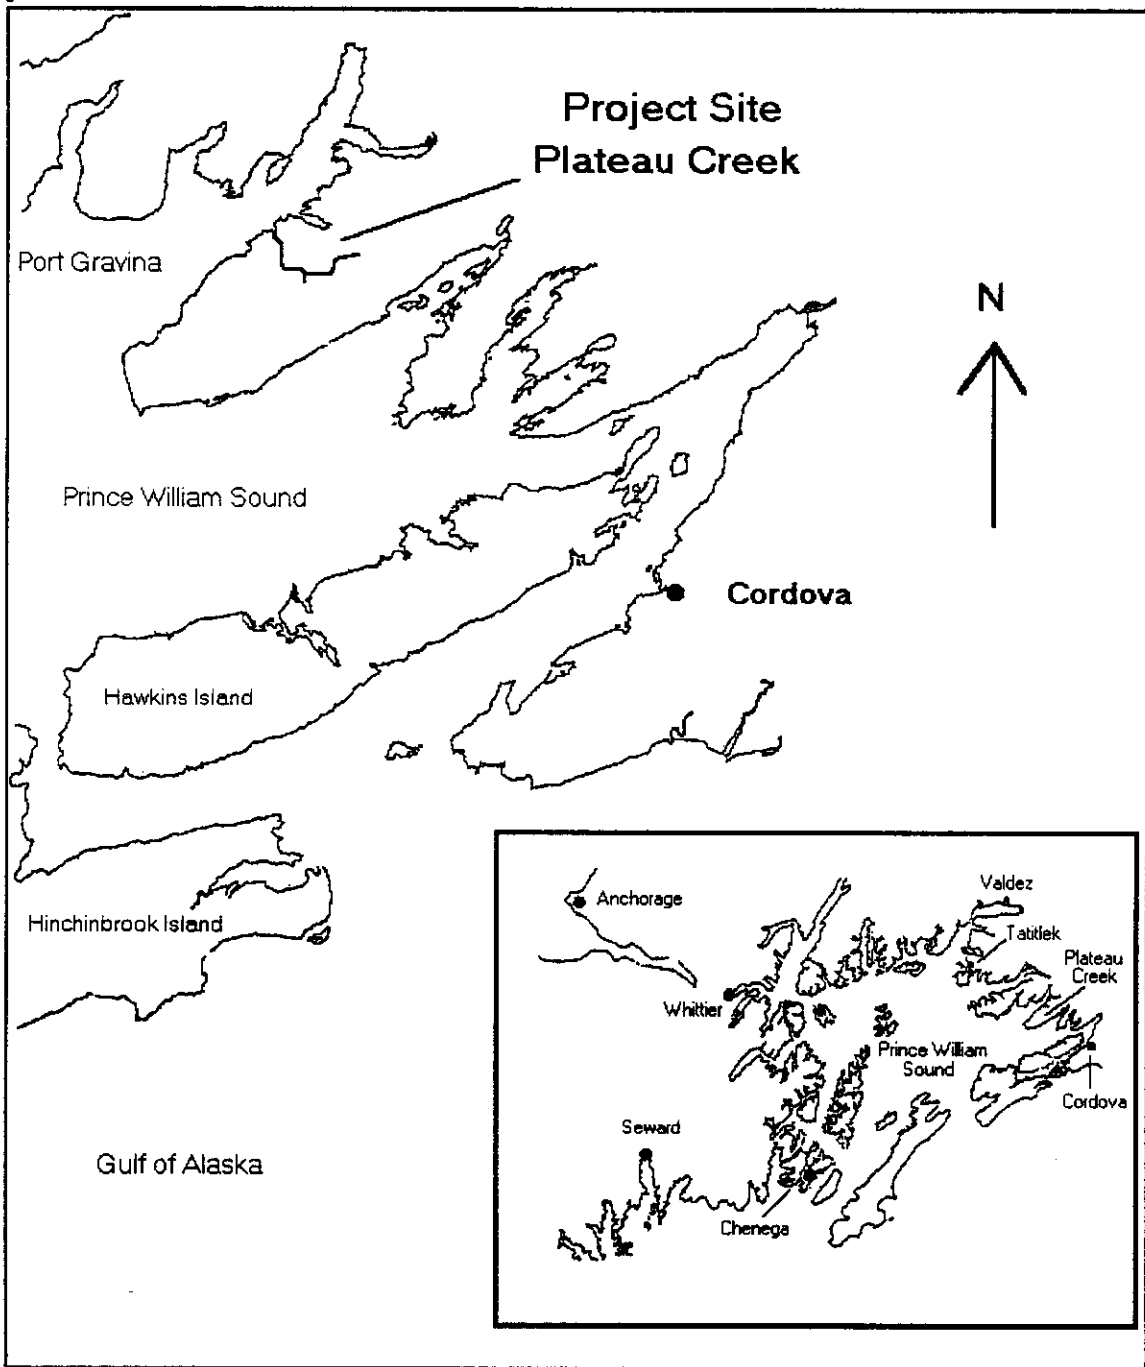 Project Site
Plateau Creek
Port Gravina
N
Prince William Sound
Cordova
Hawkins Island
Hinchinbrook Island
Gulf of Alaska
Anchorage
Valdez
Tatitlek
Plateau
Creek
Whittier
Prince William
Sound
Cordova
Seward
Chenega